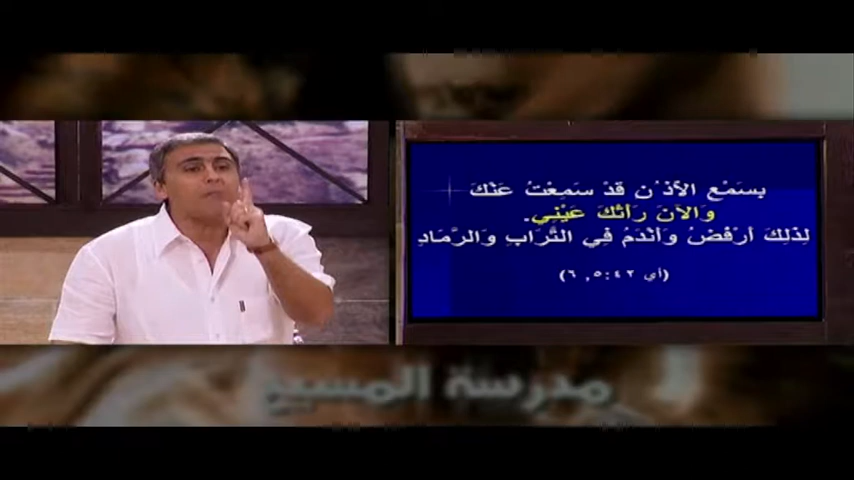 بِسَمْعِ الأُذُنِ قَدْ سَمِعْتُ عَنْكَ
وَالآنَ رَأَتْكَ عَيْنِي.
لِذلِكَ أَرْفُضُ وَأَنْدَمُ فِي التُّرَابِ وَالرَّمَادِ
(أي ٤٢:٥, ٦)
مدرسة المسيح